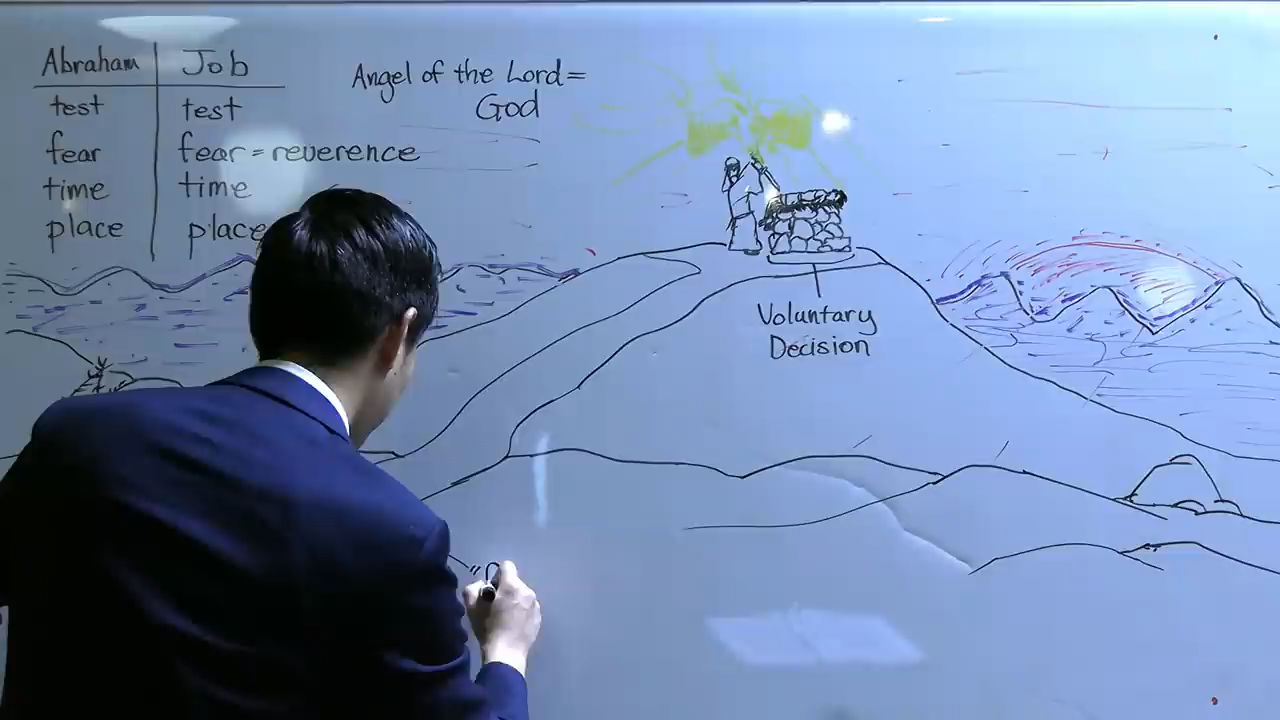 Abraham Job
test test
fear fear = reverence
time time
place place
Angel of the Lord =
God
Voluntary
Decision